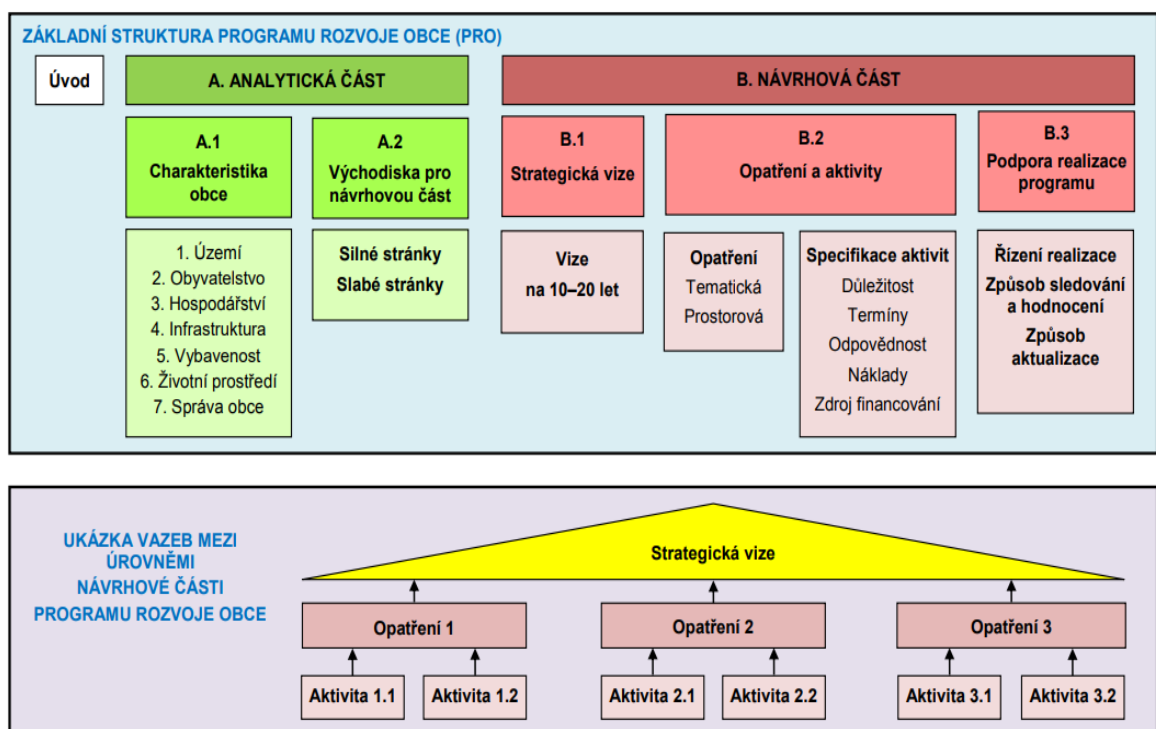 ZÁKLADNÍ STRUKTURA PROGRAMU ROZVOJE OBCE (PRO)
Úvod
A. ANALYTICKÁ ČÁST
B. NÁVRHOVÁ ČÁST
A.1
Charakteristika
obce
A.2
Východiska pro
návrhovou část
B.1
Strategická vize
B.2
Opatření a aktivity
B.3
Podpora realizace
programu
1. Území
2. Obyvatelstvo
3. Hospodářství
4. Infrastruktura
5. Vybavenost
6. Životní prostředí
7. Správa obce
Silné stránky
Slabé stránky
Vize
na 10–20 let
Opatření
Tematická
Prostorová
Specifikace aktivit
Důležitost
Termíny
Odpovědnost
Náklady
Zdroj financování
Řízení realizace
Způsob sledování
a hodnocení
Způsob
aktualizace
UKÁZKA VAZEB MEZI
ÚROVNĚMI
NÁVRHOVÉ ČÁSTI
PROGRAMU ROZVOJE OBCE
Strategická vize
Opatření 1
Opatření 2
Opatření 3
Aktivita 1.1
Aktivita 1.2
Aktivita 2.1
Aktivita 2.2
Aktivita 3.1
Aktivita 3.2